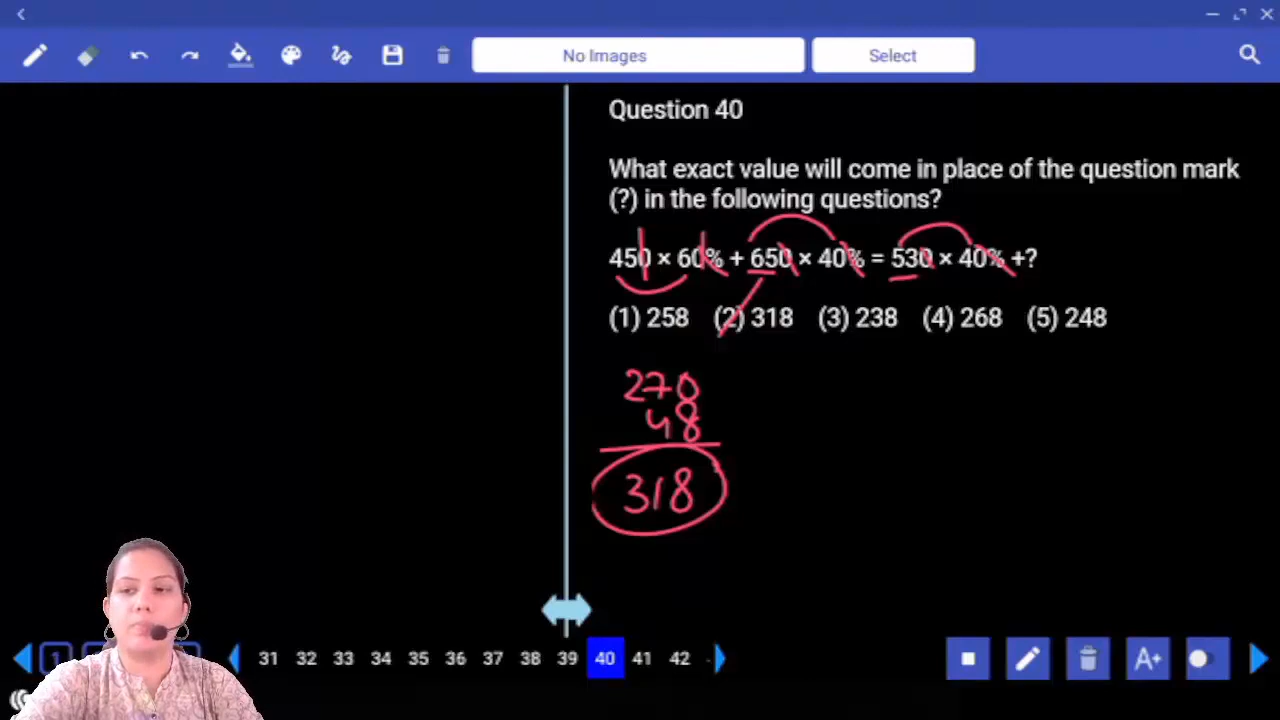 No Images
Select
Question 40
What exact value will come in place of the question mark
(?) in the following questions?
450 × 60% + 650 × 40% = 530 × 40% +?
(1) 258 (2) 318 (3) 238 (4) 268 (5) 248
270
48
318
1
31 32 33 34 35 36 37 38 39 40 41 42
A+